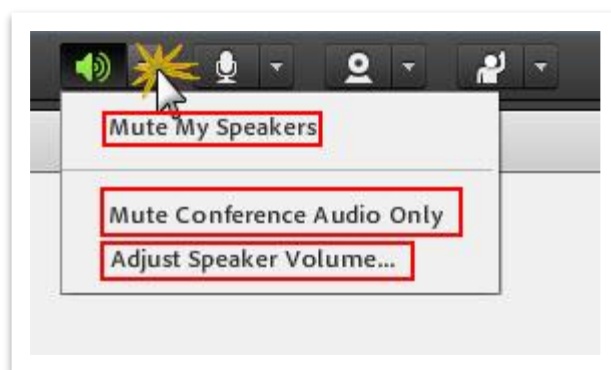 Mute My Speakers
Mute Conference Audio Only
Adjust Speaker Volume...